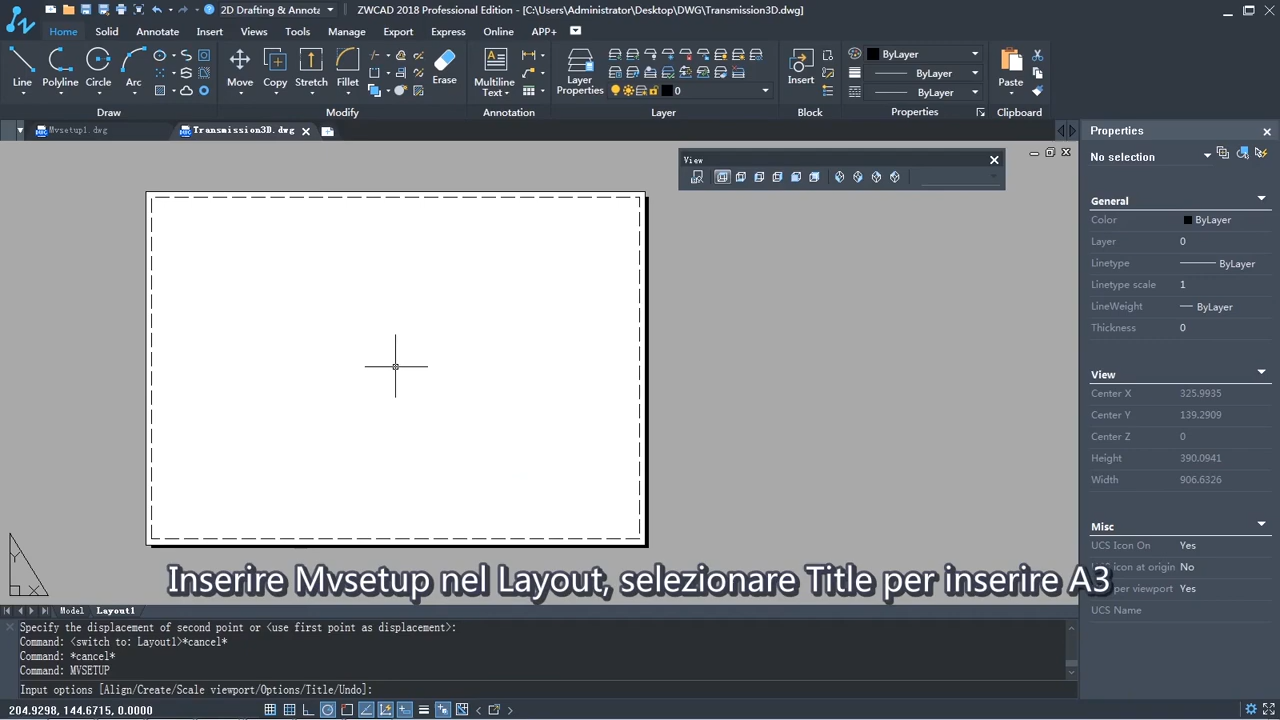 2D Drafting & Annotation
ZWCAD 2018 Professional Edition - [C:\Users\Administrator\Desktop\DWG\Transmission3D.dwg]
Home Solid Annotate Insert Views Tools Manage Export Express Online APP+
Line Polyline Circle Arc
Move Copy Stretch Fillet Erase
Multiline Text
Layer Properties
0
Insert
ByLayer
ByLayer
ByLayer
Paste
Draw Modify Annotation Layer Block Properties Clipboard
Mvsetup1.dwg Transmission3D.dwg
View
Properties
No selection
General
Color ByLayer
Layer 0
Linetype ByLayer
Linetype scale 1
LineWeight ByLayer
Thickness 0
View
Center X 325.9935
Center Y 139.2909
Center Z 0
Height 390.0941
Width 906.6326
Misc
UCS Icon On Yes
icon at origin No
per viewport Yes
UCS Name
Y
X
Inserire Mvsetup nel Layout, selezionare Title per inserire A3
Model Layout1
Specify the displacement of second point or <use first point as displacement>:
Command: <switch to: Layout1>*cancel*
Command: *cancel*
Command: MVSETUP
Input options [Align/Create/Scale viewport/Options/Title/Undo]:
204.9298, 144.6715, 0.0000